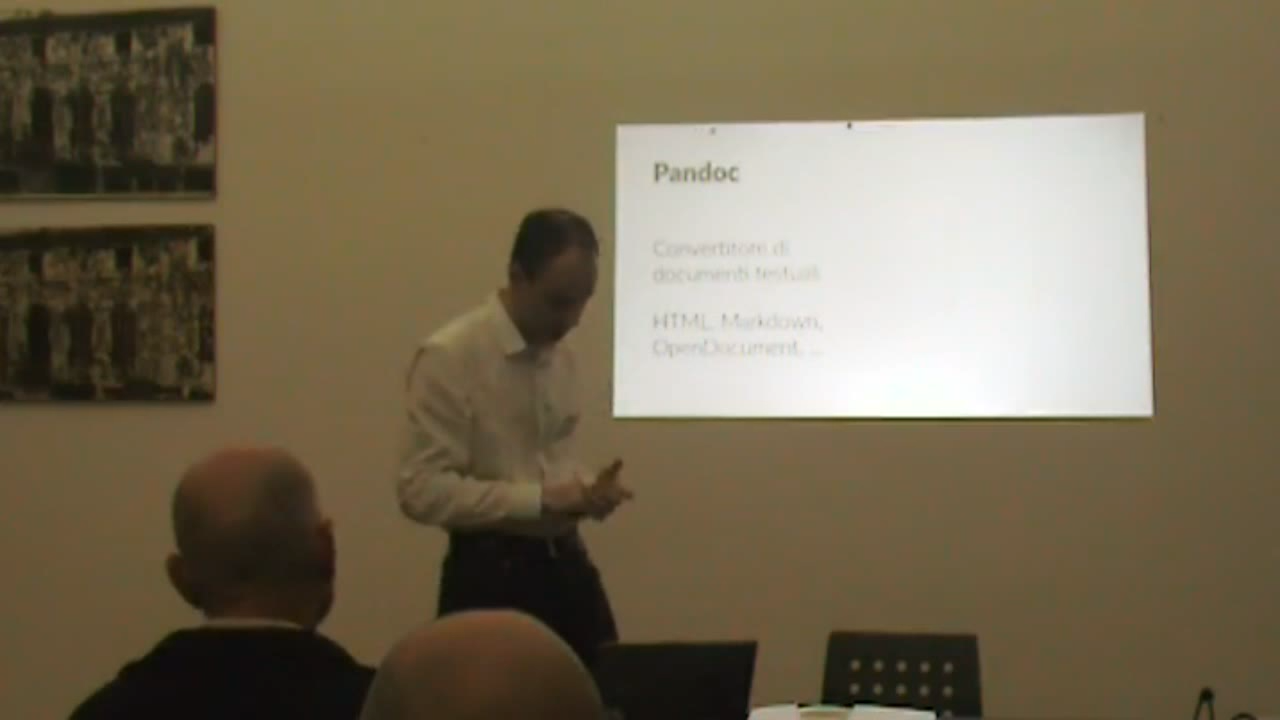 Pandoc
Convertitore di
documenti testuali
HTML, Markdown,
OpenDocument, ...